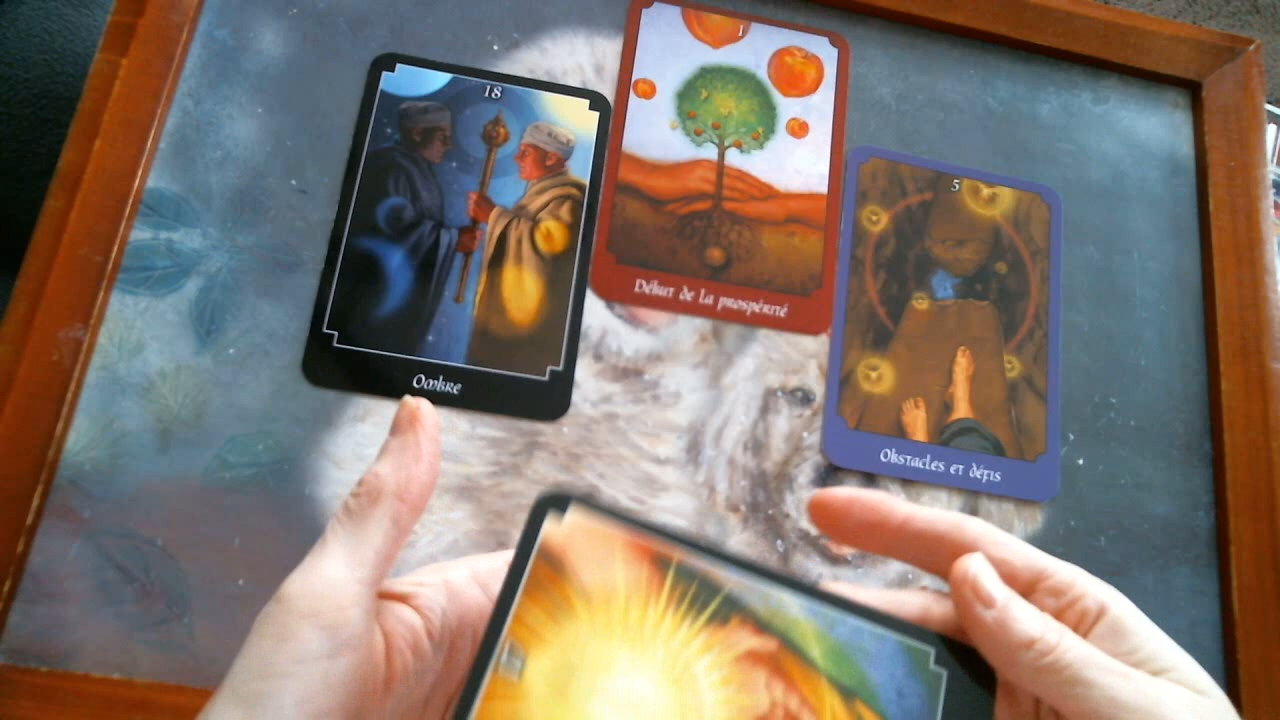 18
Ombre
1
Début de la prospérité
5
Obstacles et défis